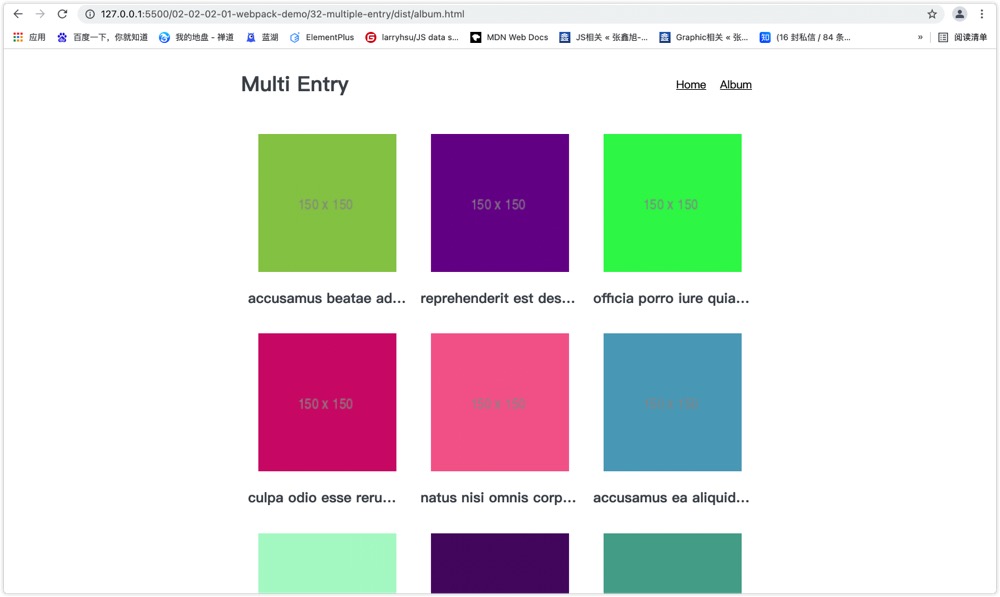 127.0.0.1:5500/02-02-02-01-webpack-demo/32-multiple-entry/dist/album.html
应用 百度一下，你就知道 我的地盘 - 禅道 蓝湖 ElementPlus larryhsu/JS data s... MDN Web Docs JS相关 « 张鑫旭-... Graphic相关 « 张... (16 封私信 / 84 条... » 阅读清单
Multi Entry Home Album
150 x 150 150 x 150 150 x 150
accusamus beatae ad... reprehenderit est des... officia porro iure quia...
150 x 150 150 x 150 150 x 150
culpa odio esse reru... natus nisi omnis corp... accusamus ea aliquid...